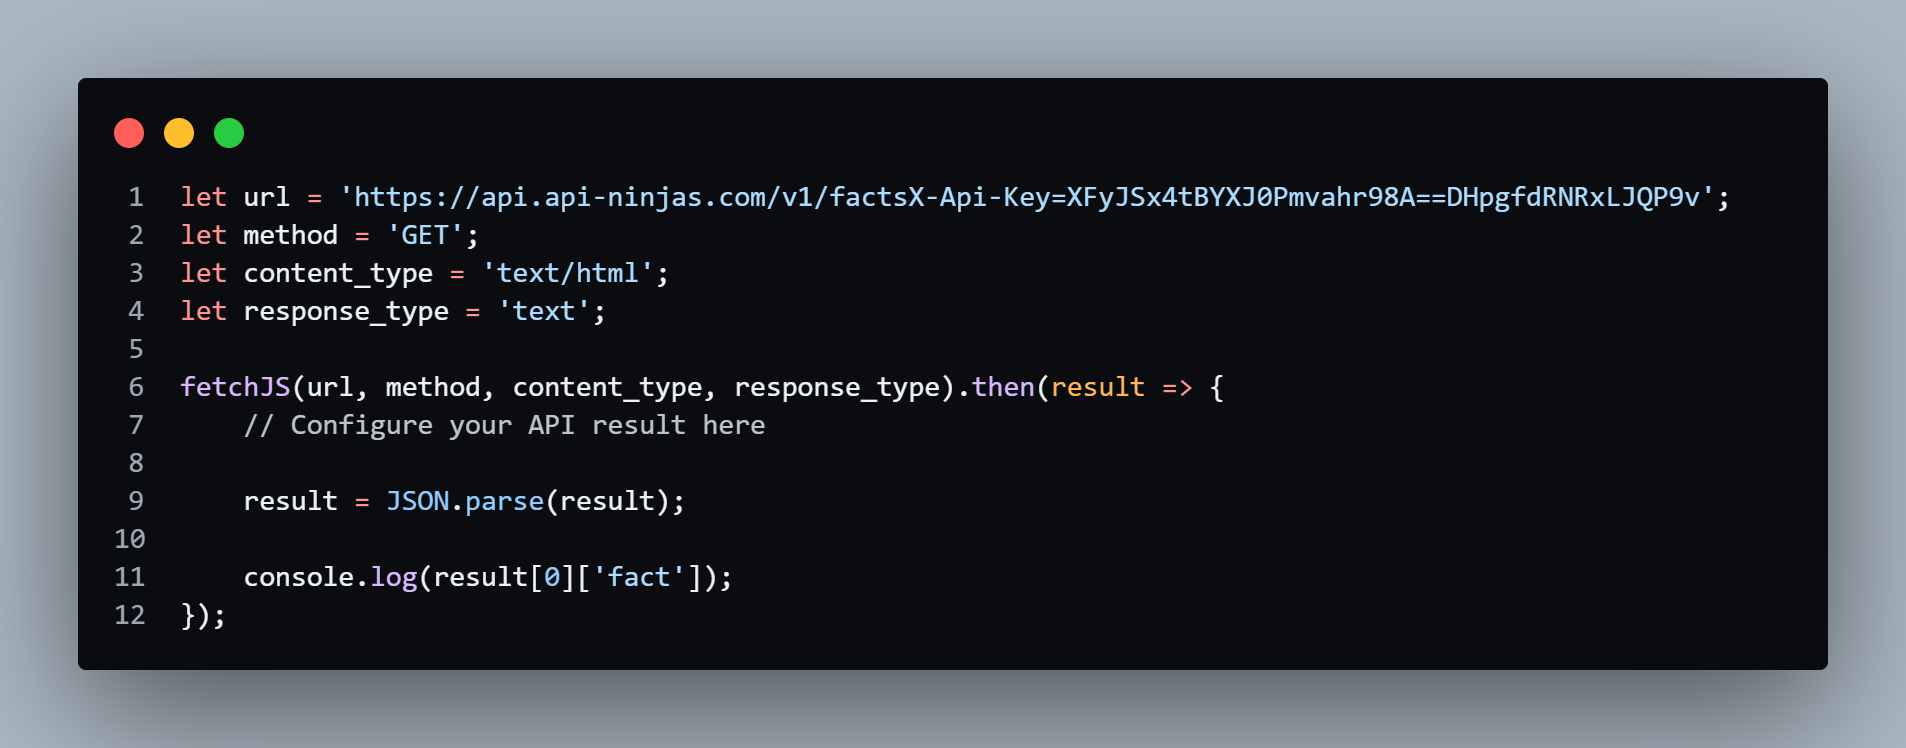 1 let url = 'https://api.api-ninjas.com/v1/factsX-Api-Key=XFyJSx4tBYXJ0Pmvahr98A==DHpgfdRNRxLJQP9v';
2 let method = 'GET';
3 let content_type = 'text/html';
4 let response_type = 'text';
5
6 fetchJS(url, method, content_type, response_type).then(result => {
7     // Configure your API result here
8
9     result = JSON.parse(result);
10
11     console.log(result[0]['fact']);
12 });